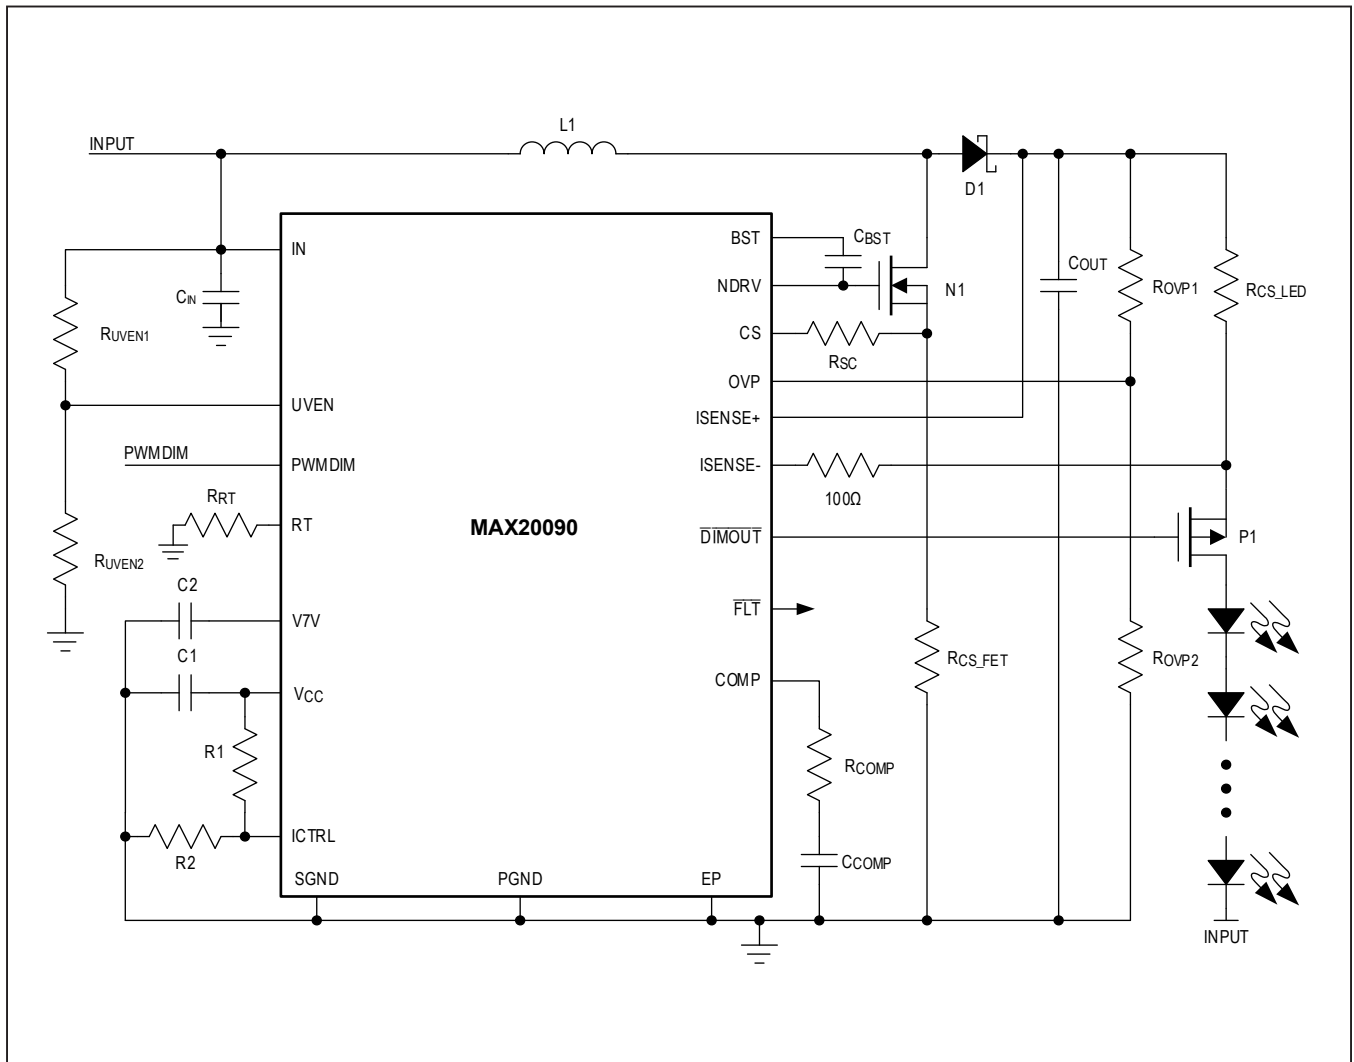 L1
INPUT
D1
IN
BST
CBST
CIN
NDRV
N1
COUT
ROVP1
RCS_LED
RUVEN1
CS
RSC
OVP
UVEN
ISENSE+
PWMDIM
PWMDIM
ISENSE-
100Ω
RRT
RT
MAX20090
DIMOUT
P1
RUVEN2
C2
V7V
FLT
C1
VCC
COMP
RCS_FET
ROVP2
R1
RCOMP
ICTRL
R2
CCOMP
SGND
PGND
EP
INPUT